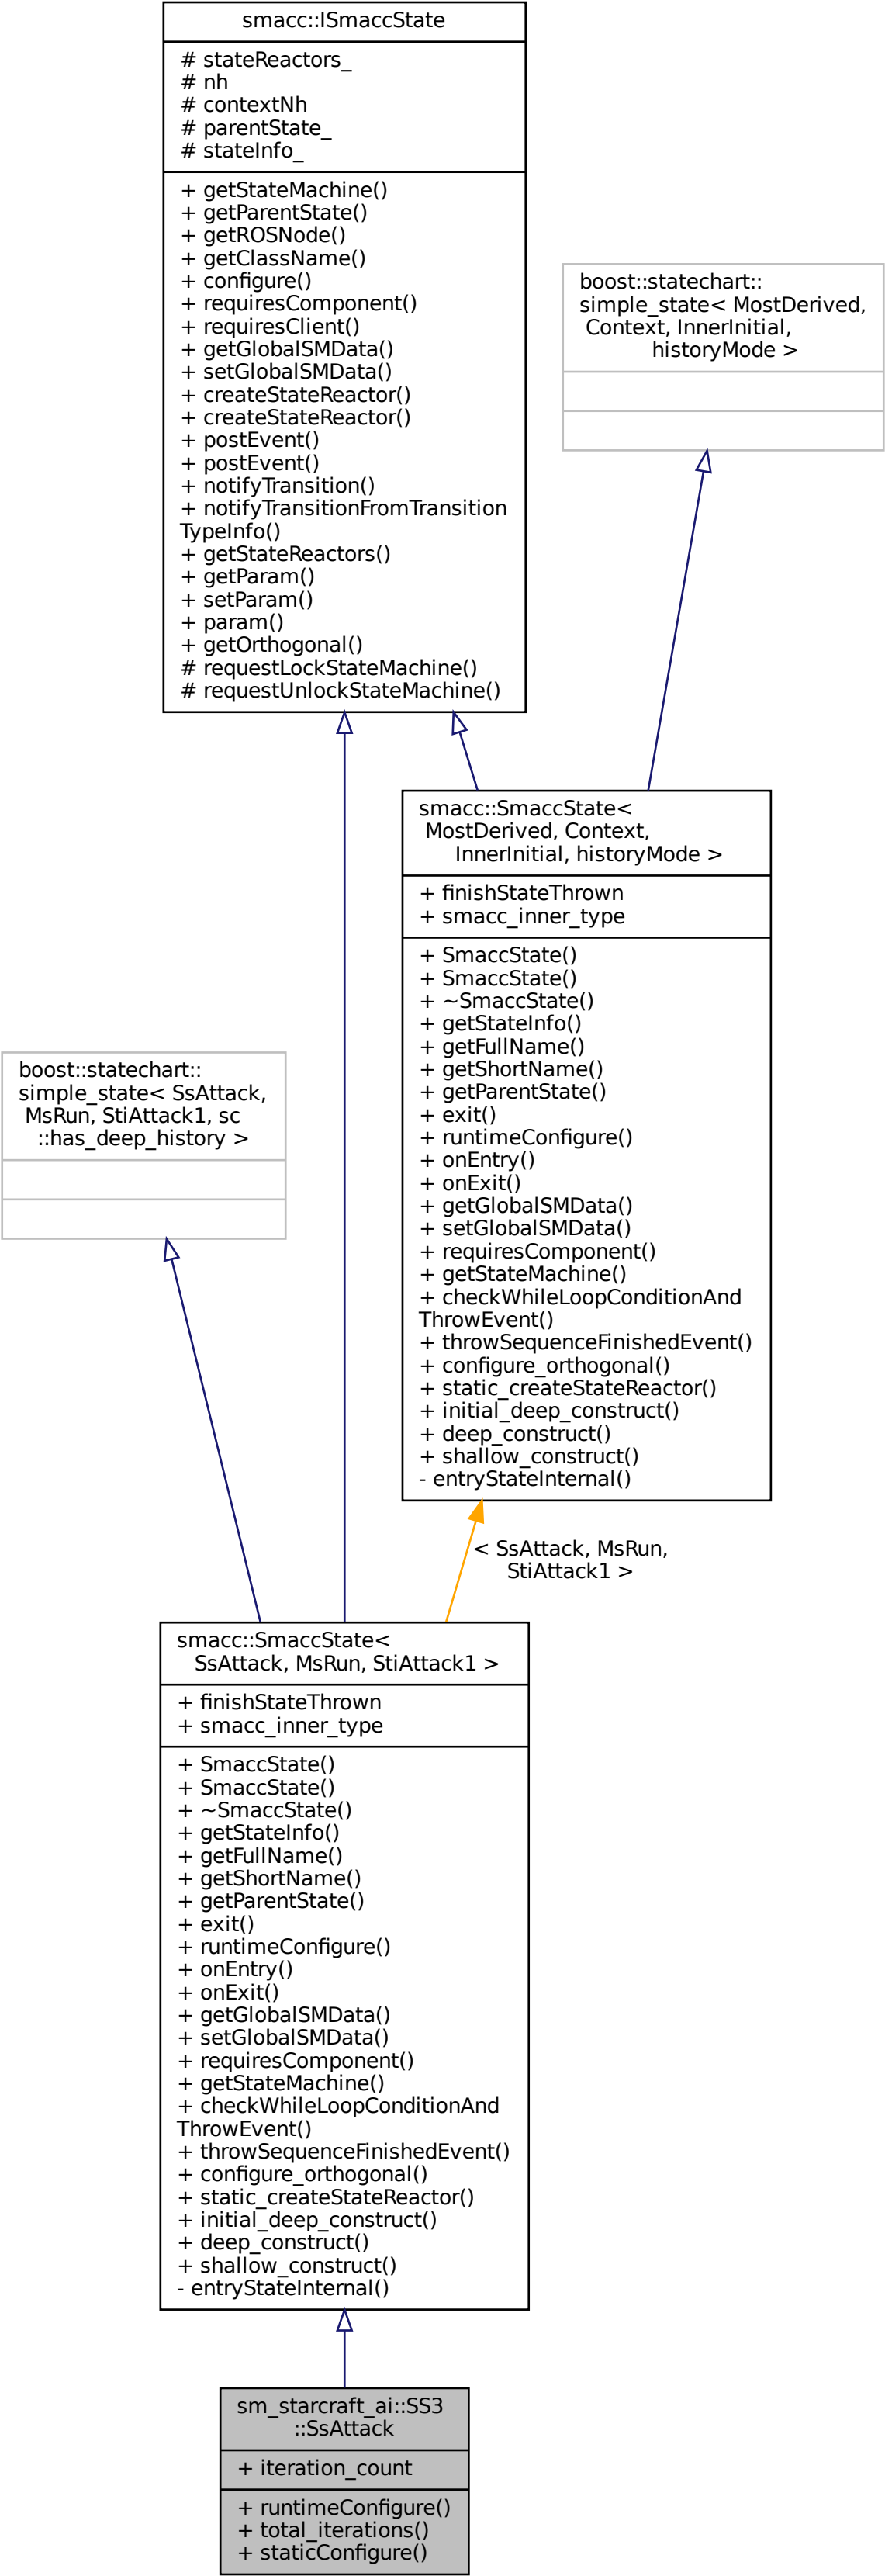 smacc::ISmaccState
# stateReactors_
# nh
# contextNh
# parentState_
# stateInfo_
+ getStateMachine()
+ getParentState()
+ getROSNode()
+ getClassName()
+ configure()
+ requiresComponent()
+ requiresClient()
+ getGlobalSMData()
+ setGlobalSMData()
+ createStateReactor()
+ createStateReactor()
+ postEvent()
+ postEvent()
+ notifyTransition()
+ notifyTransitionFromTransition
TypeInfo()
+ getStateReactors()
+ getParam()
+ setParam()
+ param()
+ getOrthogonal()
# requestLockStateMachine()
# requestUnlockStateMachine()
boost::statechart::
simple_state< MostDerived,
Context, InnerInitial,
historyMode >
smacc::SmaccState<
MostDerived, Context,
InnerInitial, historyMode >
+ finishStateThrown
+ smacc_inner_type
+ SmaccState()
+ SmaccState()
+ ~SmaccState()
+ getStateInfo()
+ getFullName()
+ getShortName()
+ getParentState()
+ exit()
+ runtimeConfigure()
+ onEntry()
+ onExit()
+ getGlobalSMData()
+ setGlobalSMData()
+ requiresComponent()
+ getStateMachine()
+ checkWhileLoopConditionAnd
ThrowEvent()
+ throwSequenceFinishedEvent()
+ configure_orthogonal()
+ static_createStateReactor()
+ initial_deep_construct()
+ deep_construct()
+ shallow_construct()
- entryStateInternal()
boost::statechart::
simple_state< SsAttack,
MsRun, StiAttack1, sc
::has_deep_history >
< SsAttack, MsRun,
StiAttack1 >
smacc::SmaccState<
SsAttack, MsRun, StiAttack1 >
+ finishStateThrown
+ smacc_inner_type
+ SmaccState()
+ SmaccState()
+ ~SmaccState()
+ getStateInfo()
+ getFullName()
+ getShortName()
+ getParentState()
+ exit()
+ runtimeConfigure()
+ onEntry()
+ onExit()
+ getGlobalSMData()
+ setGlobalSMData()
+ requiresComponent()
+ getStateMachine()
+ checkWhileLoopConditionAnd
ThrowEvent()
+ throwSequenceFinishedEvent()
+ configure_orthogonal()
+ static_createStateReactor()
+ initial_deep_construct()
+ deep_construct()
+ shallow_construct()
- entryStateInternal()
sm_starcraft_ai::SS3
::SsAttack
+ iteration_count
+ runtimeConfigure()
+ total_iterations()
+ staticConfigure()